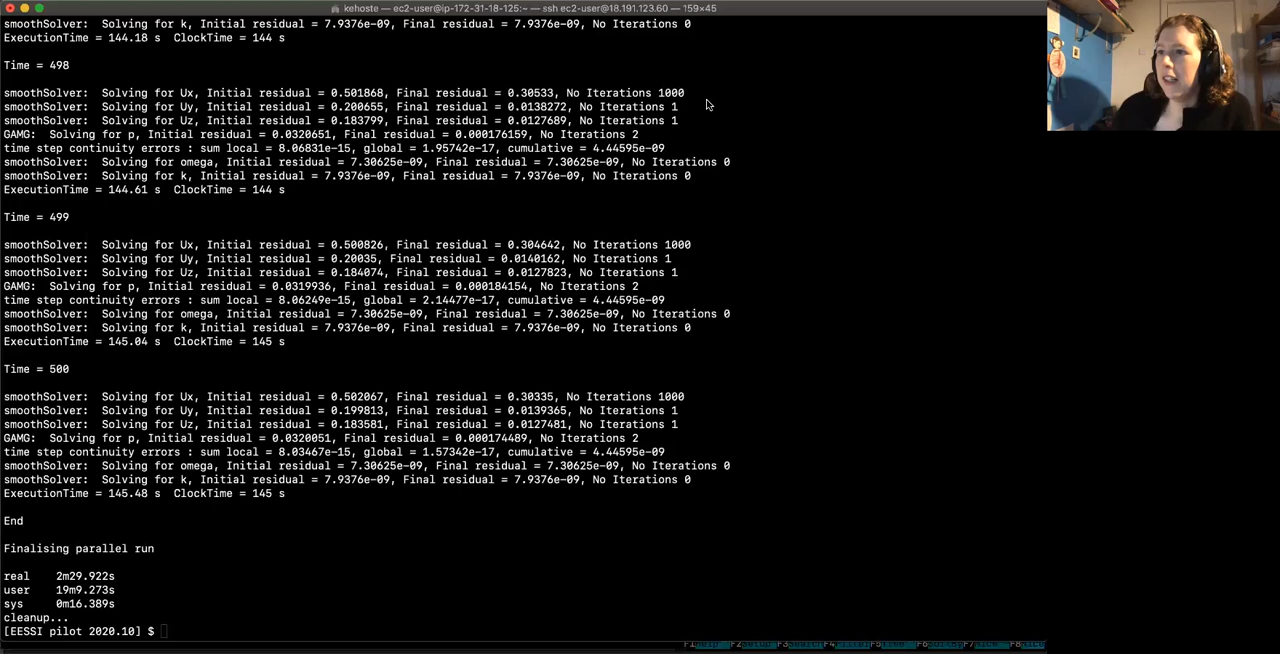 kehoste — ec2-user@ip-172-31-18-125:~ — ssh ec2-user@18.191.123.60 — 159×45
smoothSolver:  Solving for k, Initial residual = 7.9376e-09, Final residual = 7.9376e-09, No Iterations 0
ExecutionTime = 144.18 s  ClockTime = 144 s
Time = 498
smoothSolver:  Solving for Ux, Initial residual = 0.501868, Final residual = 0.30533, No Iterations 1000
smoothSolver:  Solving for Uy, Initial residual = 0.200655, Final residual = 0.0138272, No Iterations 1
smoothSolver:  Solving for Uz, Initial residual = 0.183799, Final residual = 0.0127689, No Iterations 1
GAMG:  Solving for p, Initial residual = 0.0320651, Final residual = 0.000176159, No Iterations 2
time step continuity errors : sum local = 8.06831e-15, global = 1.95742e-17, cumulative = 4.44595e-09
smoothSolver:  Solving for omega, Initial residual = 7.30625e-09, Final residual = 7.30625e-09, No Iterations 0
smoothSolver:  Solving for k, Initial residual = 7.9376e-09, Final residual = 7.9376e-09, No Iterations 0
ExecutionTime = 144.61 s  ClockTime = 144 s
Time = 499
smoothSolver:  Solving for Ux, Initial residual = 0.500826, Final residual = 0.304642, No Iterations 1000
smoothSolver:  Solving for Uy, Initial residual = 0.20035, Final residual = 0.0140162, No Iterations 1
smoothSolver:  Solving for Uz, Initial residual = 0.184074, Final residual = 0.0127823, No Iterations 1
GAMG:  Solving for p, Initial residual = 0.0319936, Final residual = 0.000184154, No Iterations 2
time step continuity errors : sum local = 8.06249e-15, global = 2.14477e-17, cumulative = 4.44595e-09
smoothSolver:  Solving for omega, Initial residual = 7.30625e-09, Final residual = 7.30625e-09, No Iterations 0
smoothSolver:  Solving for k, Initial residual = 7.9376e-09, Final residual = 7.9376e-09, No Iterations 0
ExecutionTime = 145.04 s  ClockTime = 145 s
Time = 500
smoothSolver:  Solving for Ux, Initial residual = 0.502067, Final residual = 0.30335, No Iterations 1000
smoothSolver:  Solving for Uy, Initial residual = 0.199813, Final residual = 0.0139365, No Iterations 1
smoothSolver:  Solving for Uz, Initial residual = 0.183581, Final residual = 0.0127481, No Iterations 1
GAMG:  Solving for p, Initial residual = 0.0320051, Final residual = 0.000174489, No Iterations 2
time step continuity errors : sum local = 8.03467e-15, global = 1.57342e-17, cumulative = 4.44595e-09
smoothSolver:  Solving for omega, Initial residual = 7.30625e-09, Final residual = 7.30625e-09, No Iterations 0
smoothSolver:  Solving for k, Initial residual = 7.9376e-09, Final residual = 7.9376e-09, No Iterations 0
ExecutionTime = 145.48 s  ClockTime = 145 s
End
Finalising parallel run
real    2m29.922s
user    19m9.273s
sys     0m16.389s
cleanup...
[EESSI pilot 2020.10] $